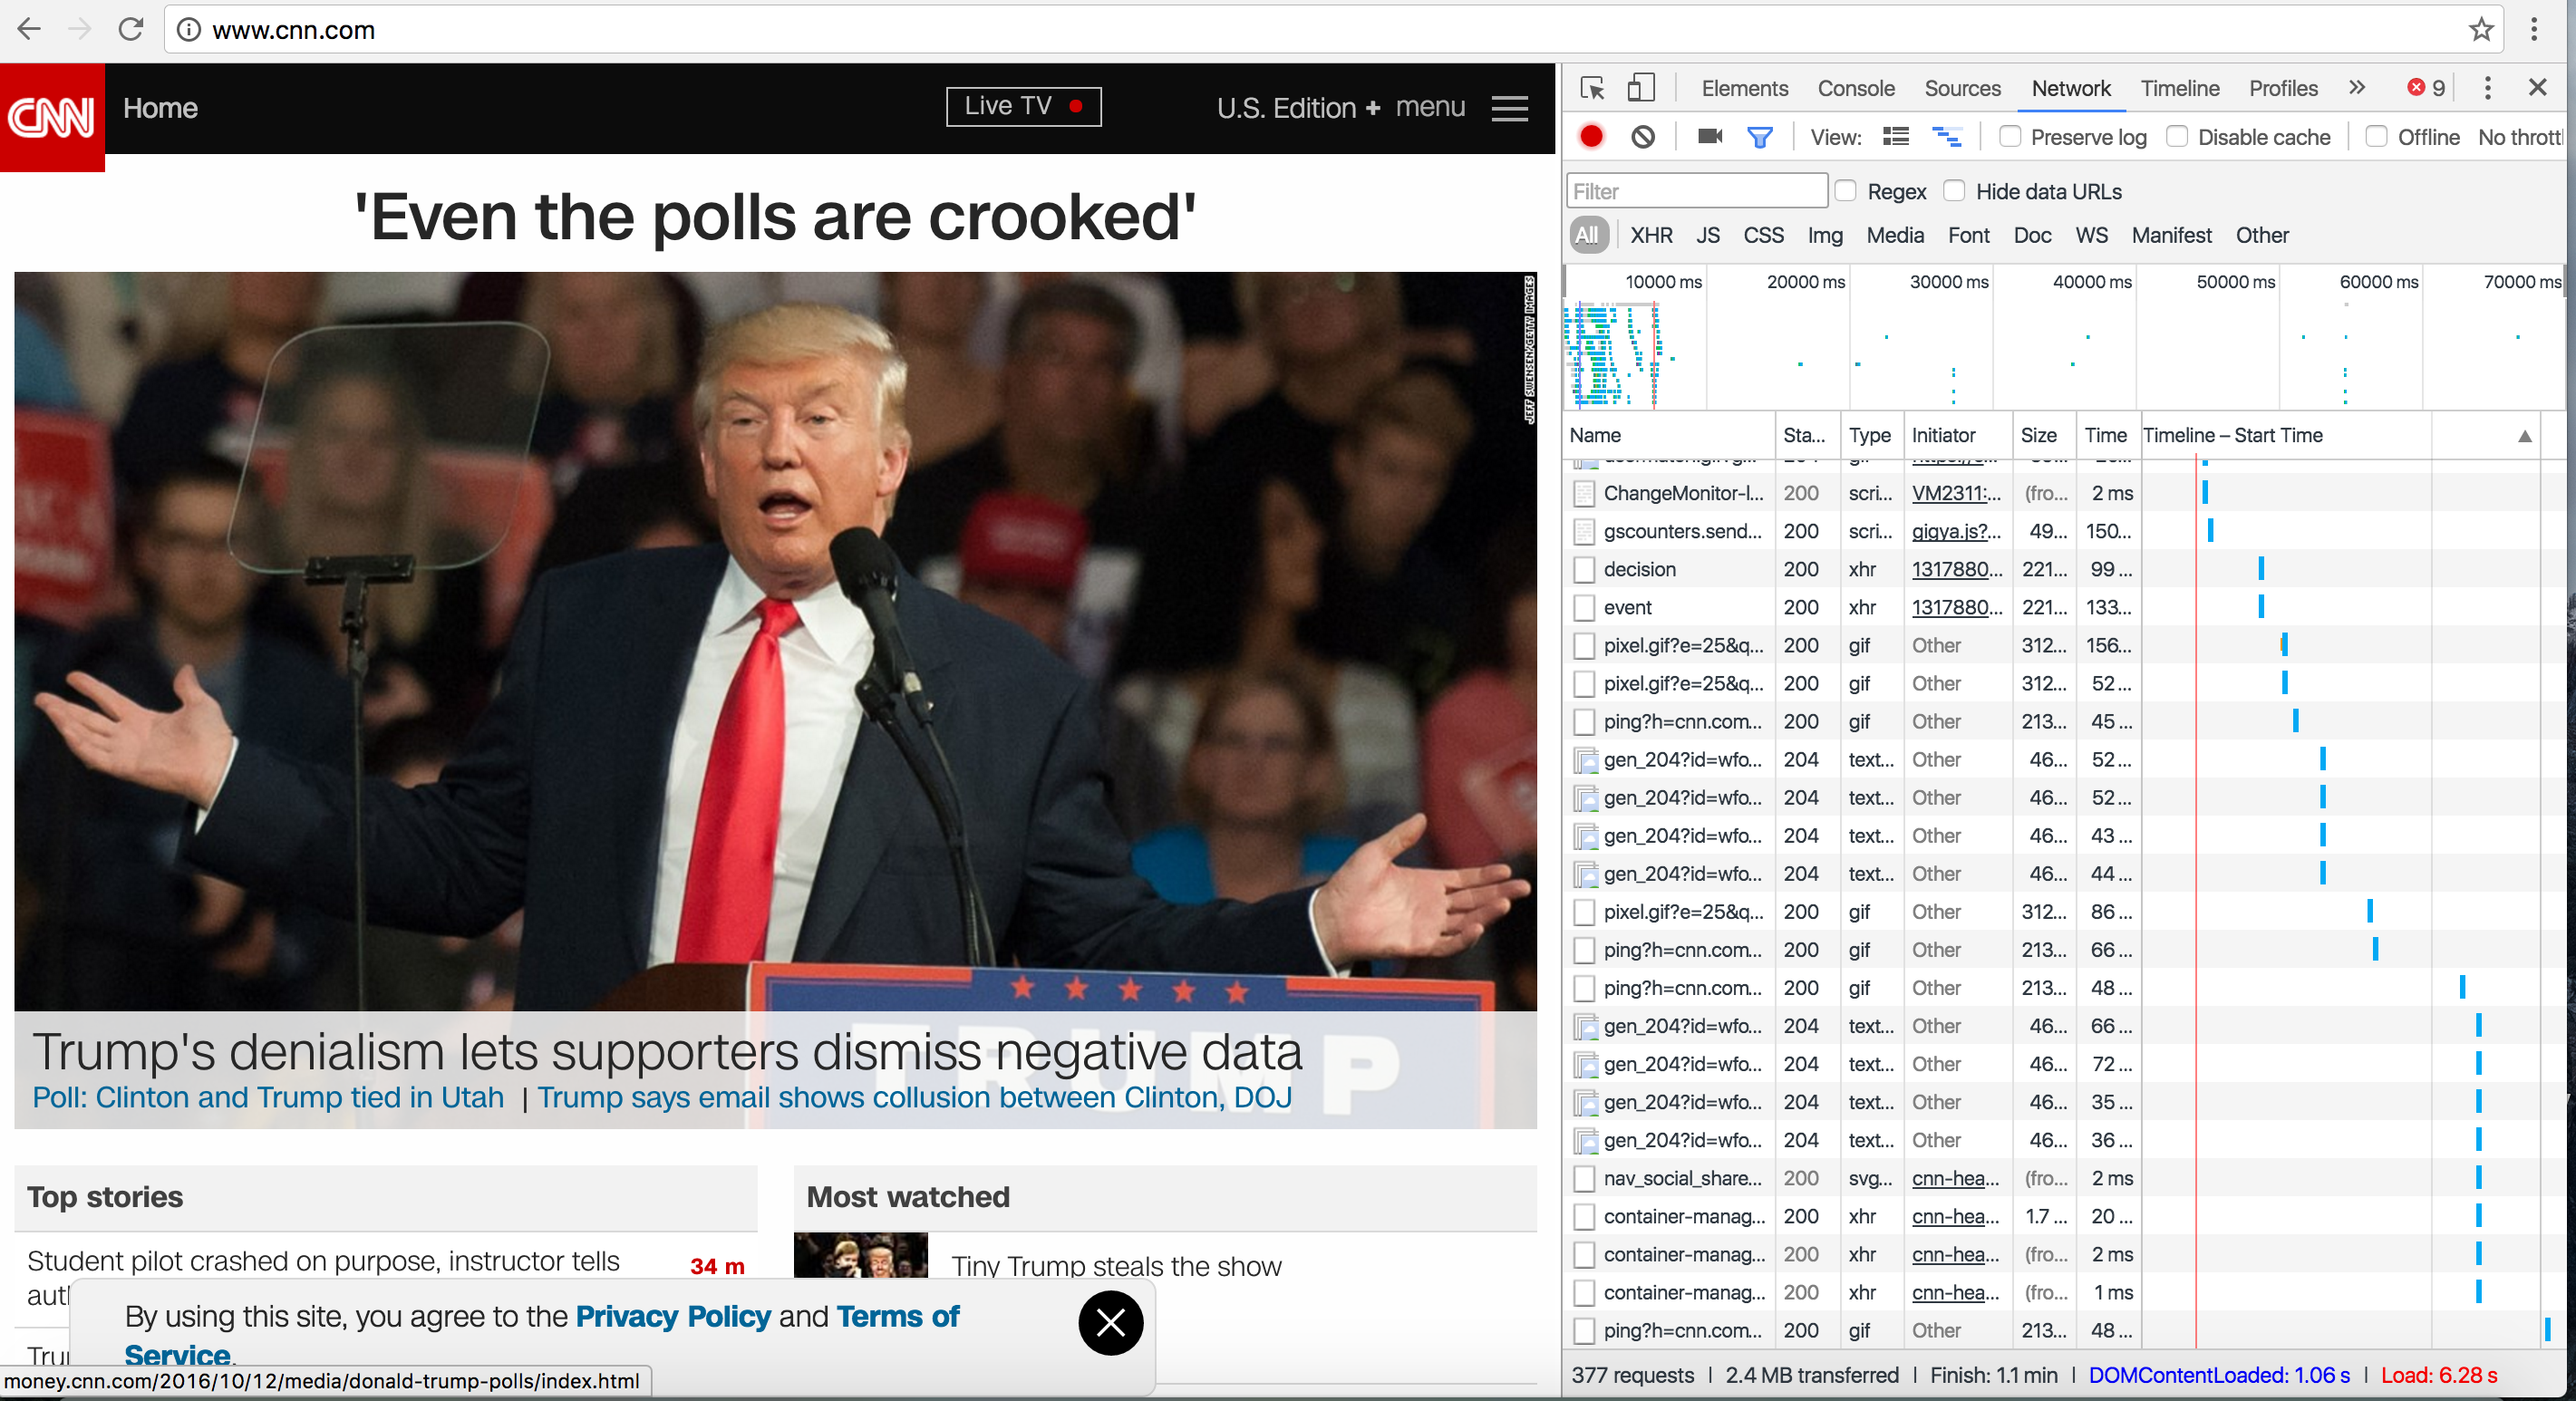 www.cnn.com
CNN
Home
Live TV
U.S. Edition + menu
'Even the polls are crooked'
JEFF SWENSEN/GETTY IMAGES
TRUMP
Trump's denialism lets supporters dismiss negative data
Poll: Clinton and Trump tied in Utah | Trump says email shows collusion between Clinton, DOJ
Top stories
Student pilot crashed on purpose, instructor tells
34 m
Most watched
Tiny Trump steals the show
By using this site, you agree to the Privacy Policy and Terms of
Service.
money.cnn.com/2016/10/12/media/donald-trump-polls/index.html
Elements Console Sources Network Timeline Profiles » 9
View: Preserve log Disable cache Offline No thrott
Filter Regex Hide data URLs
All XHR JS CSS Img Media Font Doc WS Manifest Other
10000 ms 20000 ms 30000 ms 40000 ms 50000 ms 60000 ms 70000 ms
Name Sta... Type Initiator Size Time Timeline – Start Time
ChangeMonitor-l... 200 scri... VM2311:... (fro... 2 ms
gscounters.send... 200 scri... gigya.js?... 49... 150...
decision 200 xhr 1317880... 221... 99 ...
event 200 xhr 1317880... 221... 133...
pixel.gif?e=25&q... 200 gif Other 312... 156...
pixel.gif?e=25&q... 200 gif Other 312... 52 ...
ping?h=cnn.com... 200 gif Other 213... 45 ...
gen_204?id=wfo... 204 text... Other 46... 52 ...
gen_204?id=wfo... 204 text... Other 46... 52 ...
gen_204?id=wfo... 204 text... Other 46... 43 ...
gen_204?id=wfo... 204 text... Other 46... 44 ...
pixel.gif?e=25&q... 200 gif Other 312... 86 ...
ping?h=cnn.com... 200 gif Other 213... 66 ...
ping?h=cnn.com... 200 gif Other 213... 48 ...
gen_204?id=wfo... 204 text... Other 46... 66 ...
gen_204?id=wfo... 204 text... Other 46... 72 ...
gen_204?id=wfo... 204 text... Other 46... 35 ...
gen_204?id=wfo... 204 text... Other 46... 36 ...
nav_social_share... 200 svg... cnn-hea... (fro... 2 ms
container-manag... 200 xhr cnn-hea... 1.7 ... 20 ...
container-manag... 200 xhr cnn-hea... (fro... 2 ms
container-manag... 200 xhr cnn-hea... (fro... 1 ms
ping?h=cnn.com... 200 gif Other 213... 48 ...
377 requests | 2.4 MB transferred | Finish: 1.1 min | DOMContentLoaded: 1.06 s | Load: 6.28 s